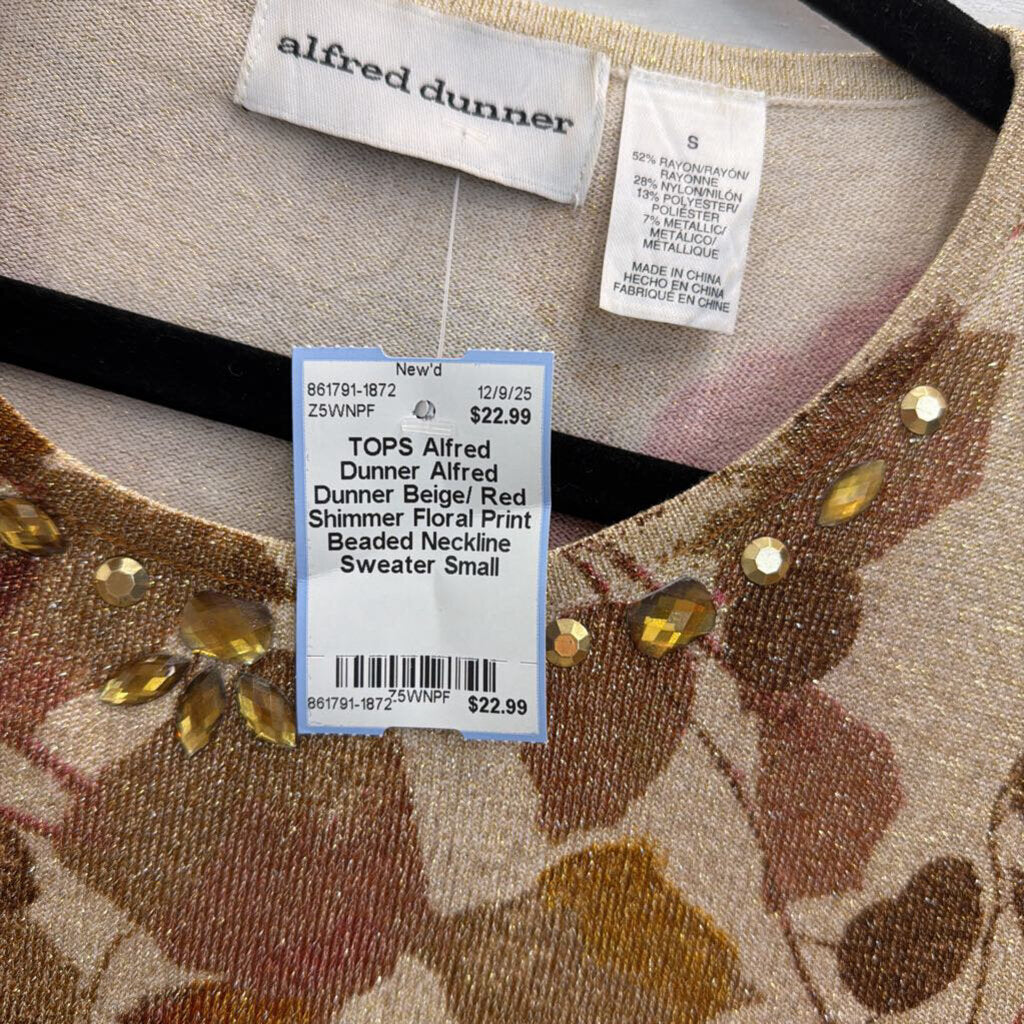 alfred dunner
S
52% RAYON/RAYÓN/
RAYONNE
28% NYLON/NILÓN
13% POLYESTER/
POLIÉSTER
7% METALLIC/
METÁLICO/
MÉTALLIQUE
MADE IN CHINA
HECHO EN CHINA
FABRIQUÉ EN CHINE
New'd
861791-1872 12/9/25
Z5WNPF $22.99
TOPS Alfred
Dunner Alfred
Dunner Beige/ Red
Shimmer Floral Print
Beaded Neckline
Sweater Small
861791-1872 Z5WNPF $22.99